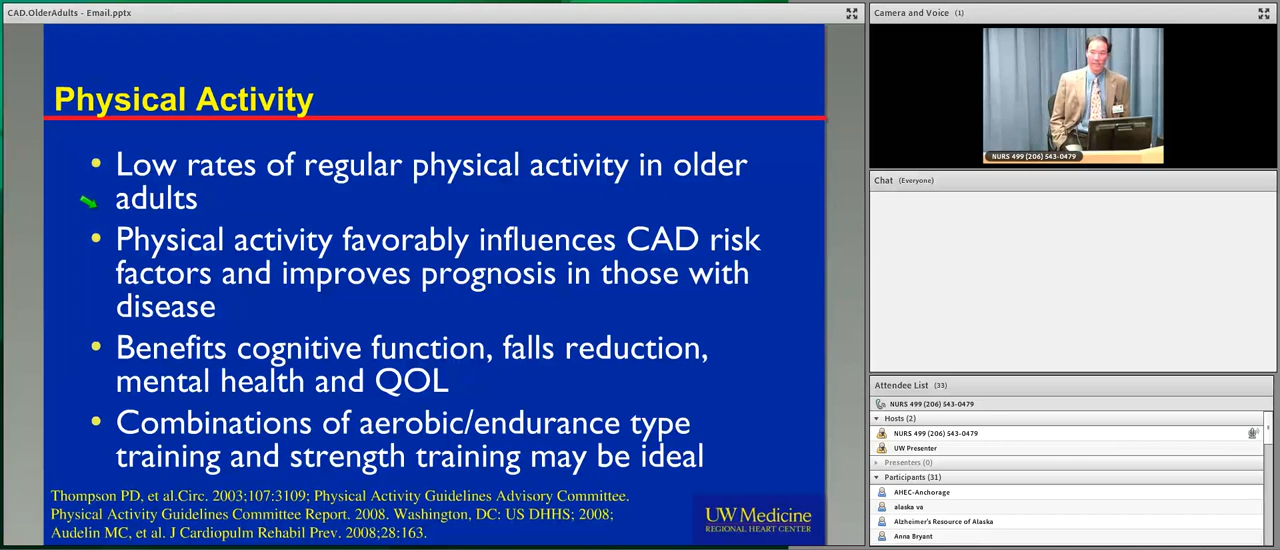 CAD.OlderAdults - Email.pptx
Physical Activity
• Low rates of regular physical activity in older
adults
• Physical activity favorably influences CAD risk
factors and improves prognosis in those with
disease
• Benefits cognitive function, falls reduction,
mental health and QOL
• Combinations of aerobic/endurance type
training and strength training may be ideal
Thompson PD, et al.Circ. 2003;107:3109; Physical Activity Guidelines Advisory Committee.
Physical Activity Guidelines Committee Report. 2008. Washington, DC: US DHHS; 2008;
Audelin MC, et al. J Cardiopulm Rehabil Prev. 2008;28:163.
UW Medicine
REGIONAL HEART CENTER
Camera and Voice (1)
NURS 499 (206) 543-0479
Chat (Everyone)
Attendee List (33)
NURS 499 (206) 543-0479
Hosts (2)
NURS 499 (206) 543-0479
UW Presenter
Presenters (0)
Participants (31)
AHEC-Anchorage
alaska va
Alzheimer's Resource of Alaska
Anna Bryant